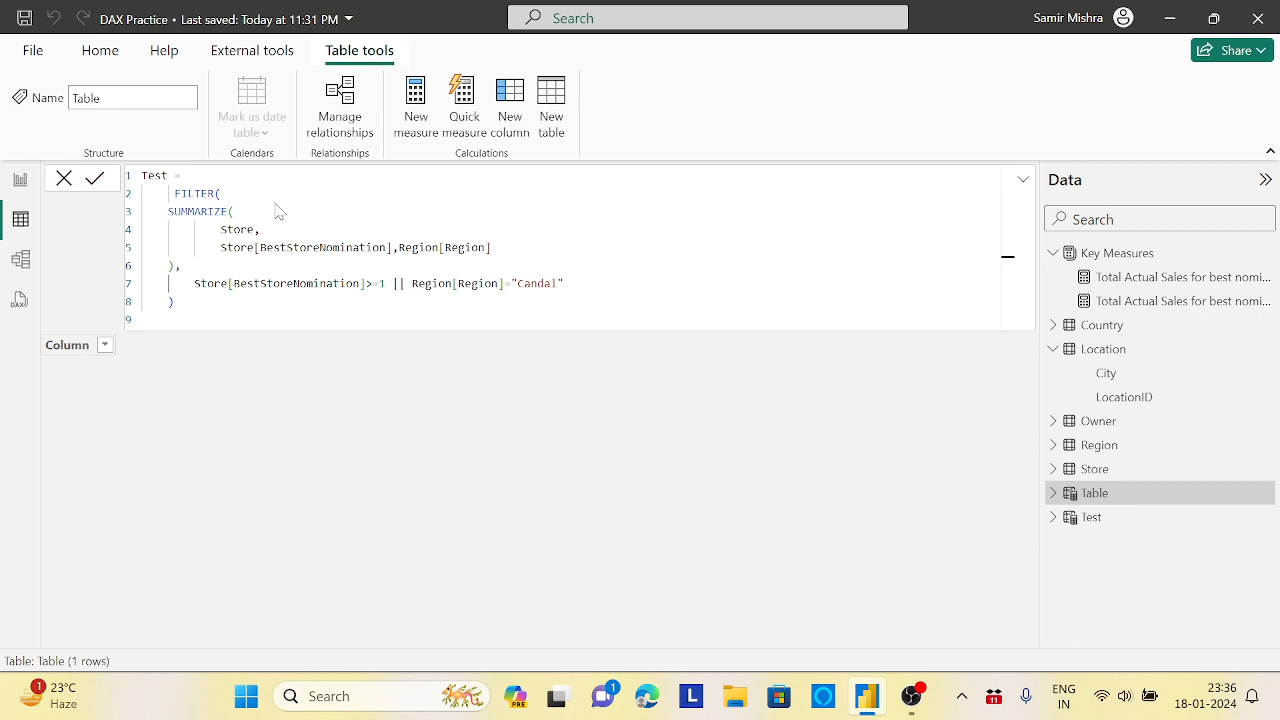 DAX Practice • Last saved: Today at 11:31 PM
Search
Samir Mishra
File
Home
Help
External tools
Table tools
Share
Name
Table
Mark as date
table
Manage
relationships
New
measure
Quick
measure
New
column
New
table
Structure
Calendars
Relationships
Calculations
1 Test =
2 FILTER(
3 SUMMARIZE(
4 Store,
5 Store[BestStoreNomination],Region[Region]
6 ),
7 Store[BestStoreNomination]>=1 || Region[Region]="Candal"
8 )
9
Column
Data
Search
Key Measures
Total Actual Sales for best nomi...
Total Actual Sales for best nomi...
Country
Location
City
LocationID
Owner
Region
Store
Table
Test
DAX
Table: Table (1 rows)
1
23°C
Haze
Search
PRE
1
L
11
ENG
IN
23:36
18-01-2024